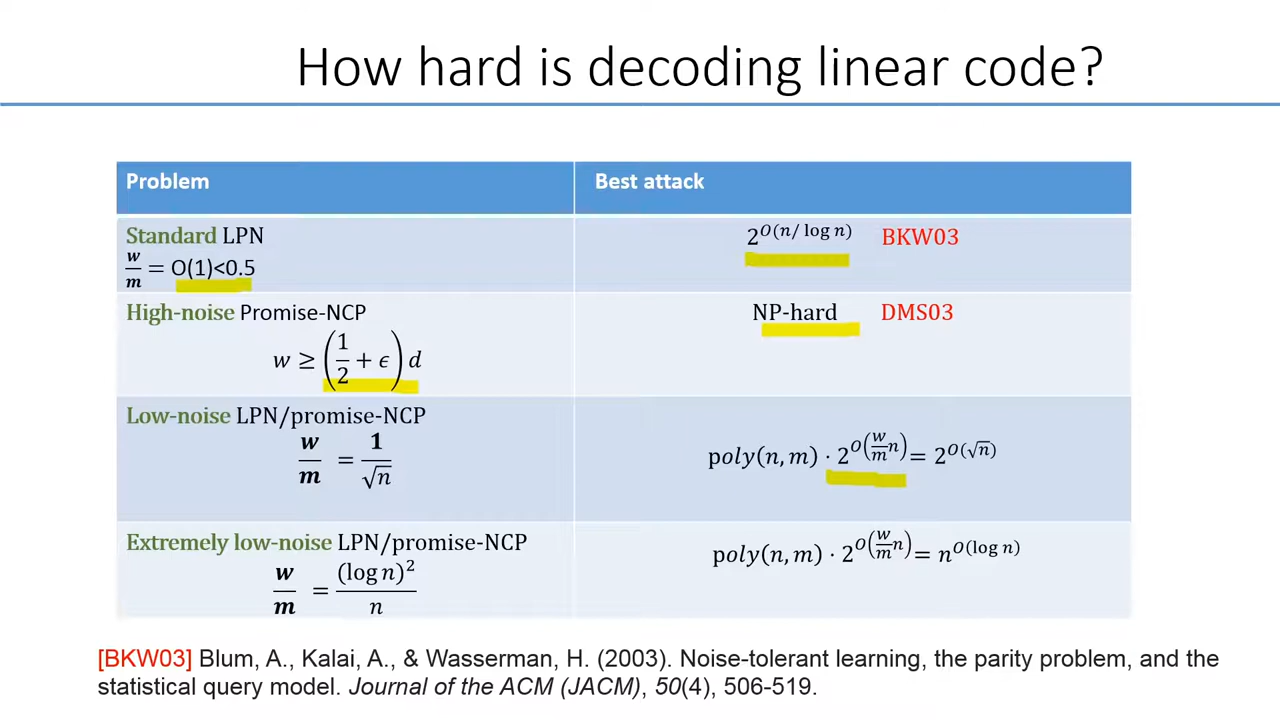 How hard is decoding linear code?
Problem
Best attack
Standard LPN
w/m = O(1)<0.5
2^{O(n/ log n)} BKW03
High-noise Promise-NCP
w ≥ (1/2 + ϵ) d
NP-hard DMS03
Low-noise LPN/promise-NCP
w/m = 1/√n
poly(n, m) · 2^{O(w/m n)} = 2^{O(√n)}
Extremely low-noise LPN/promise-NCP
w/m = (log n)²/n
poly(n, m) · 2^{O(w/m n)} = n^{O(log n)}
[BKW03] Blum, A., Kalai, A., & Wasserman, H. (2003). Noise-tolerant learning, the parity problem, and the
statistical query model. Journal of the ACM (JACM), 50(4), 506-519.